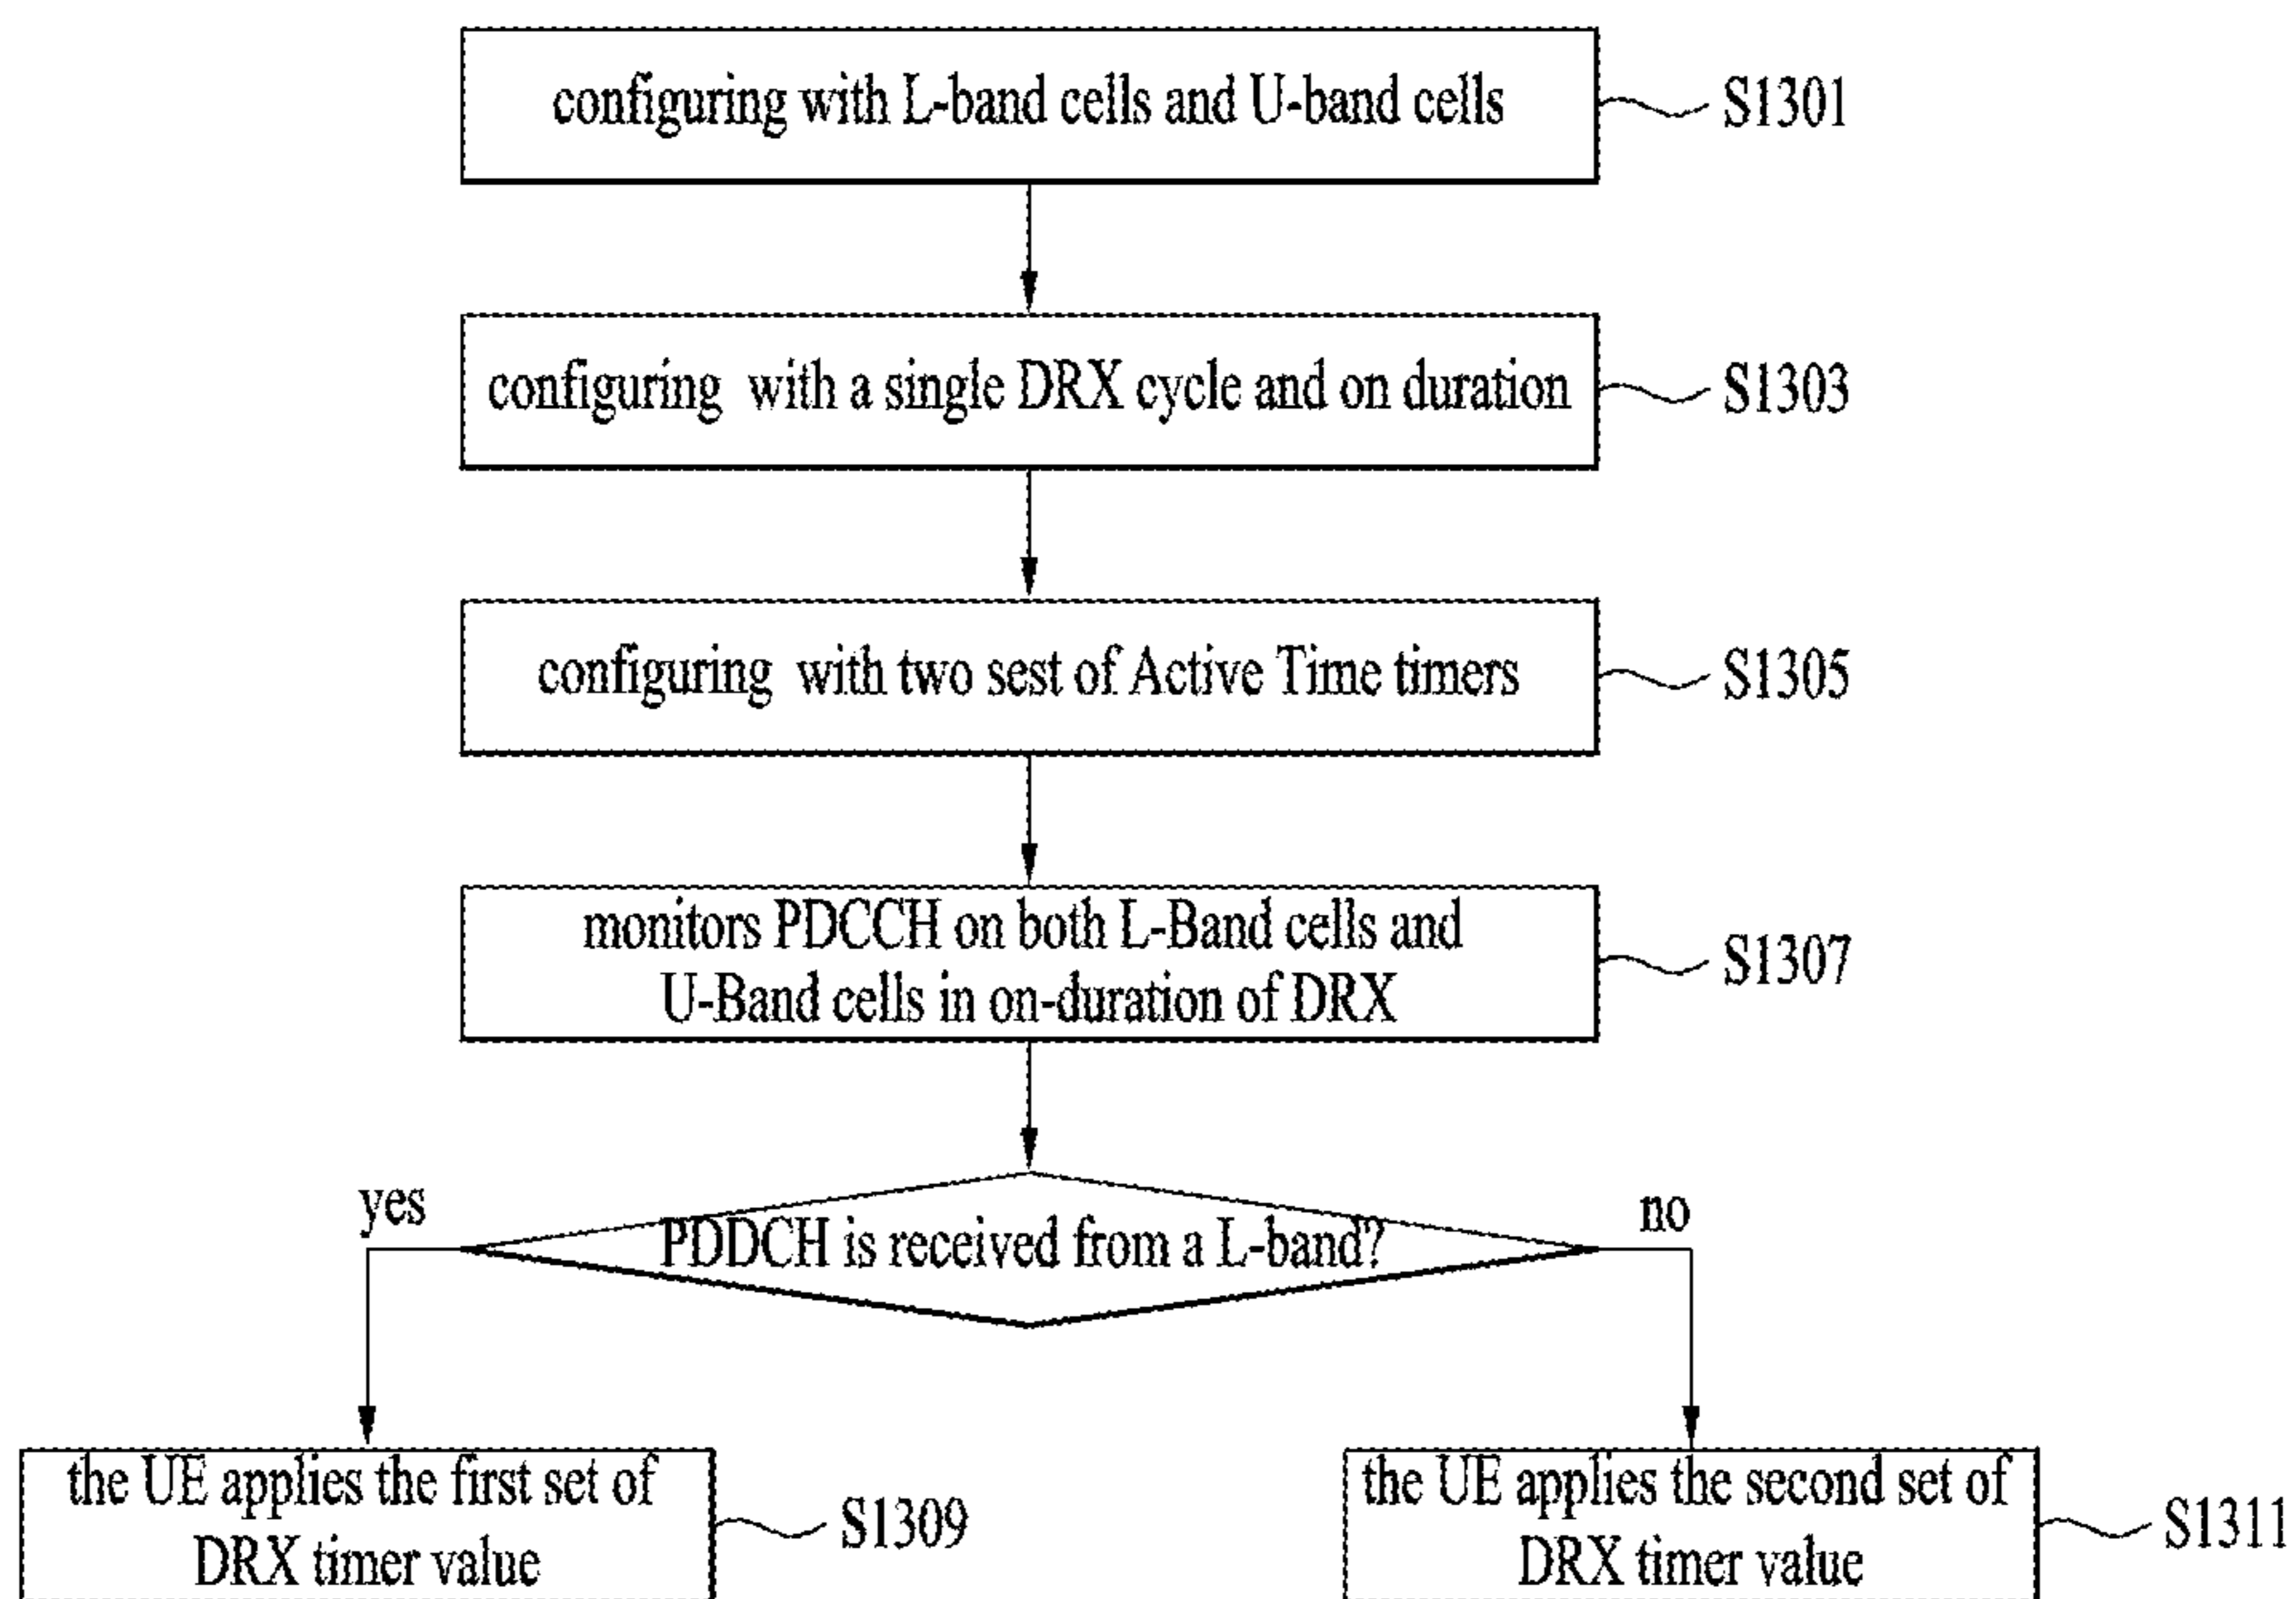 configuring with L-band cells and U-band cells
S1301
configuring with a single DRX cycle and on duration
S1303
configuring with two sest of Active Time timers
S1305
monitors PDCCH on both L-Band cells and
U-Band cells in on-duration of DRX
S1307
yes
PDDCH is received from a L-band?
no
the UE applies the first set of
DRX timer value
S1309
the UE applies the second set of
DRX timer value
S1311